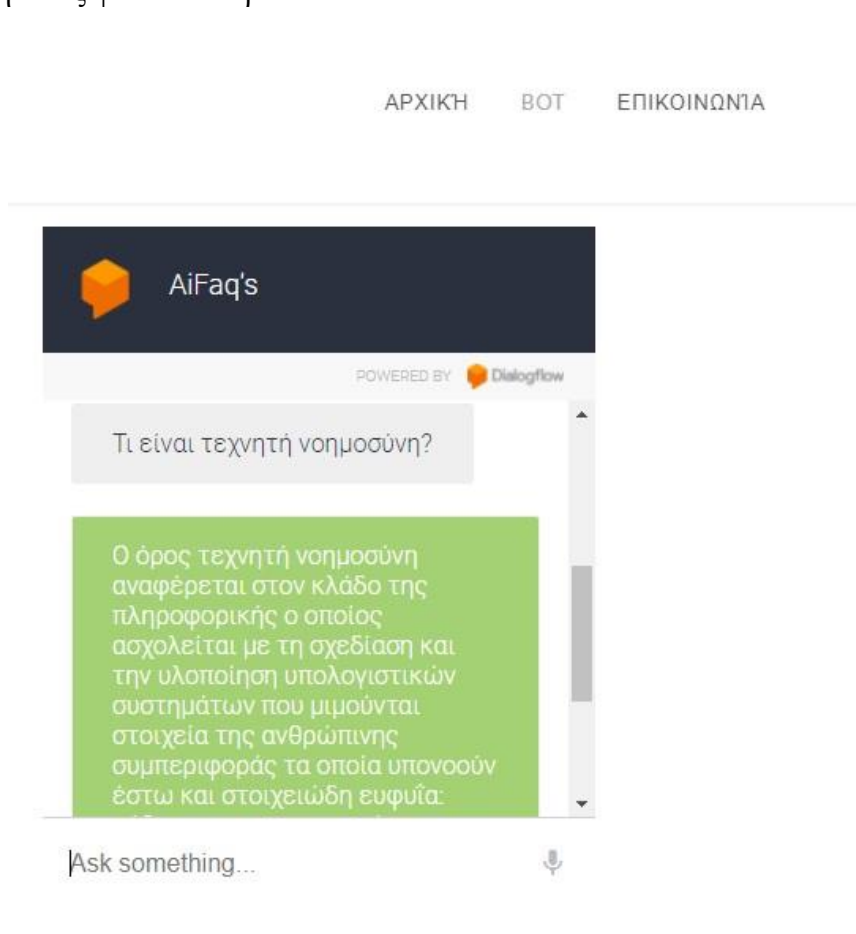 ΑΡΧΙΚΉ BOT ΕΠΙΚΟΙΝΩΝΊΑ
AiFaq's
POWERED BY Dialogflow
Τι είναι τεχνητή νοημοσύνη?
Ο όρος τεχνητή νοημοσύνη
αναφέρεται στον κλάδο της
πληροφορικής ο οποίος
ασχολείται με τη σχεδίαση και
την υλοποίηση υπολογιστικών
συστημάτων που μιμούνται
στοιχεία της ανθρώπινης
συμπεριφοράς τα οποία υπονοούν
έστω και στοιχειώδη ευφυΐα:
Ask something...